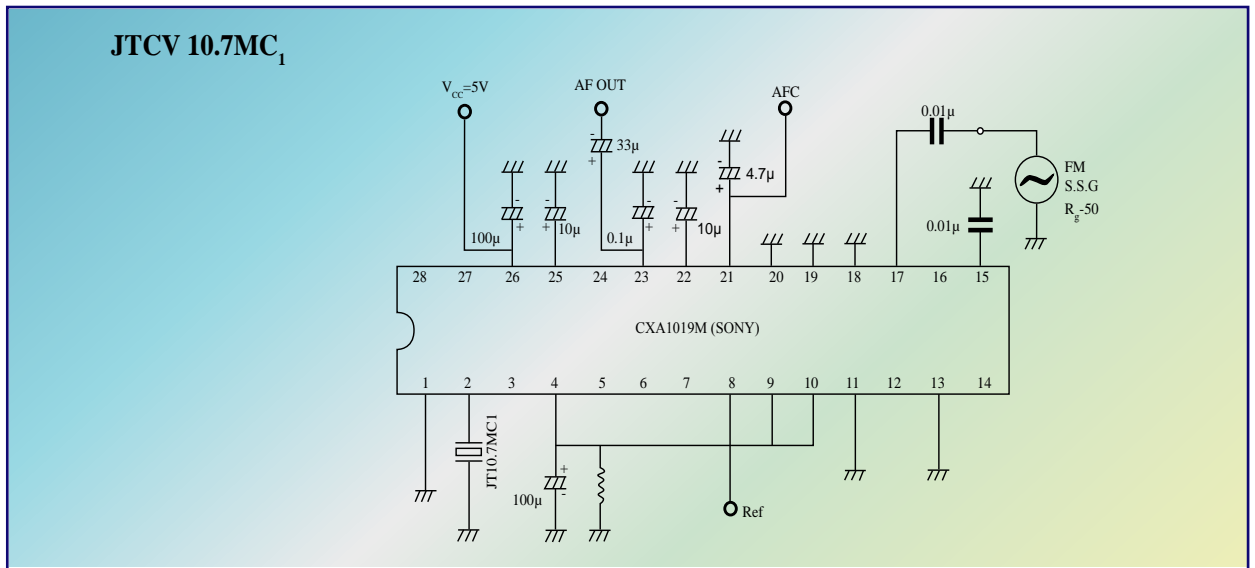 JTCV 10.7MC₁
V_CC=5V
AF OUT
AFC
0.01µ
-
33µ
+
-
4.7µ
+
FM
S.S.G
R_g-50
-
+
100µ
-
+
10µ
0.1µ
-
+
-
+
10µ
0.01µ
28 27 26 25 24 23 22 21 20 19 18 17 16 15
CXA1019M (SONY)
1 2 3 4 5 6 7 8 9 10 11 12 13 14
JT10.7MC1
+
100µ
-
Ref